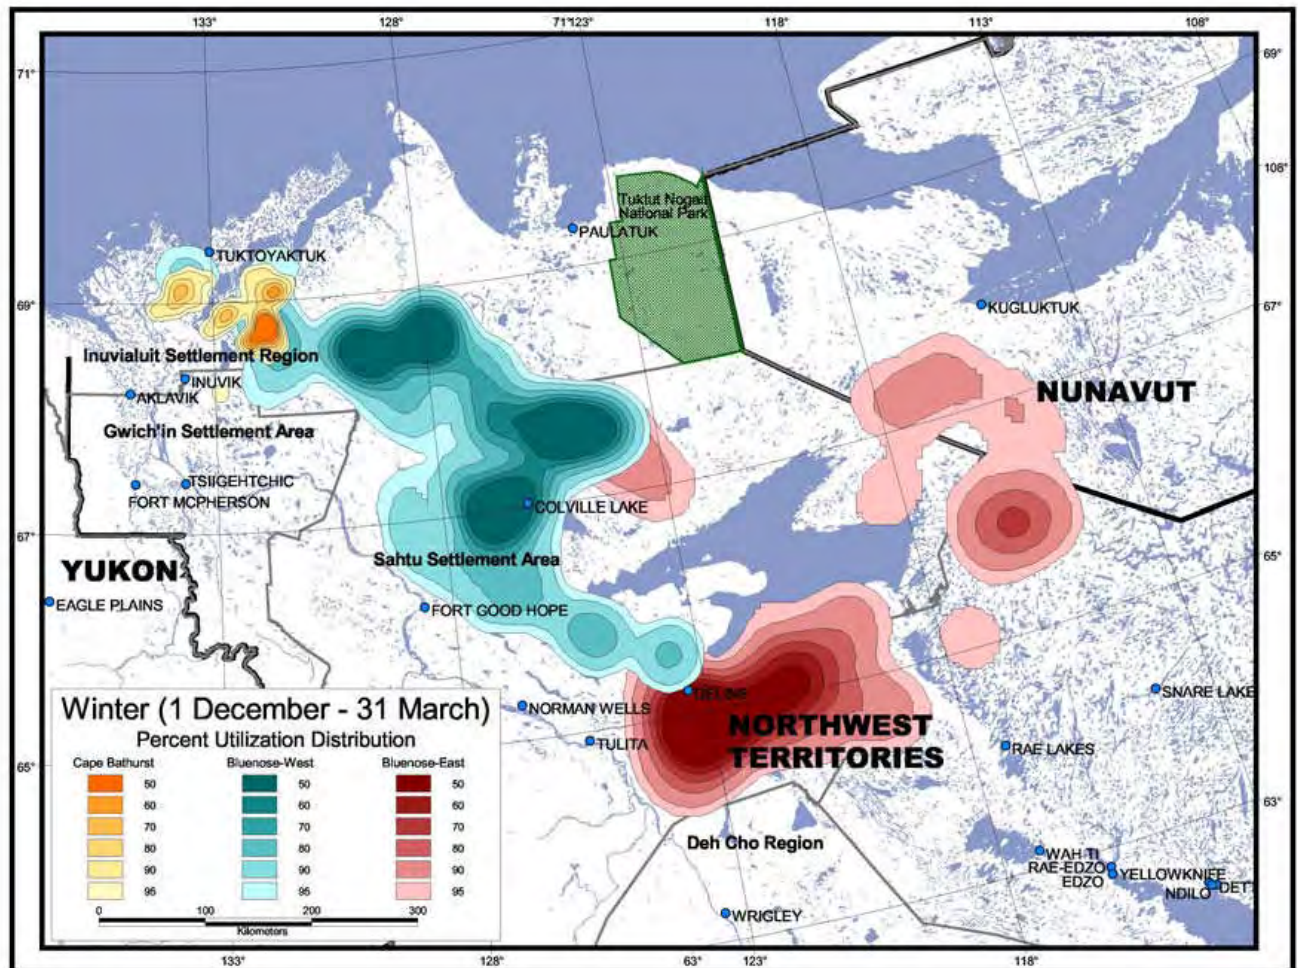 133°
128°
71°123°
118°
113°
108°
71°
69°
108°
Tuktut Nogait
National Park
PAULATUK
TUKTOYAKTUK
69°
KUGLUKTUK
67°
Inuvialuit Settlement Region
INUVIK
AKLAVIK
NUNAVUT
Gwich'in Settlement Area
TSIIGEHTCHIC
FORT MCPHERSON
COLVILLE LAKE
67°
Sahtu Settlement Area
65°
YUKON
EAGLE PLAINS
FORT GOOD HOPE
DELINE
SNARE LAKE
NORMAN WELLS
NORTHWEST
TERRITORIES
TULITA
RAE LAKES
65°
63°
Deh Cho Region
WAH TI
RAE-EDZO
EDZO
YELLOWKNIFE
NDILO
DET
WRIGLEY
Winter (1 December - 31 March)
Percent Utilization Distribution
Cape Bathurst Bluenose-West Bluenose-East
50 50 50
60 60 60
70 70 70
80 80 80
90 90 90
95 95 95
0 100 200 300
Kilometers
133°
128°
63° 123°
118°